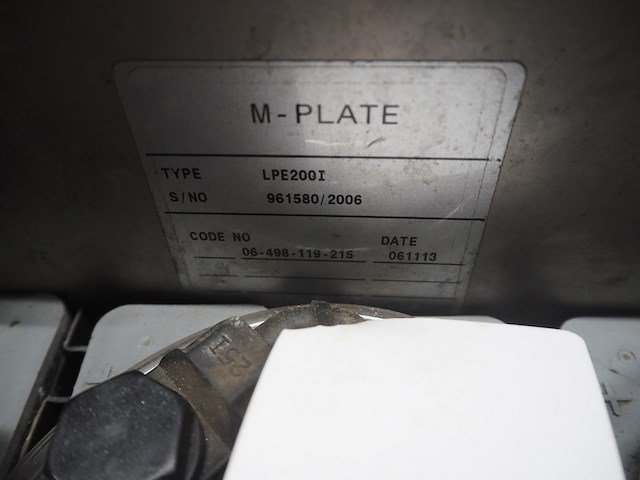 M-PLATE
TYPE LPE200I
S/NO 961580/2006
CODE NO DATE
06-498-119-215 061113